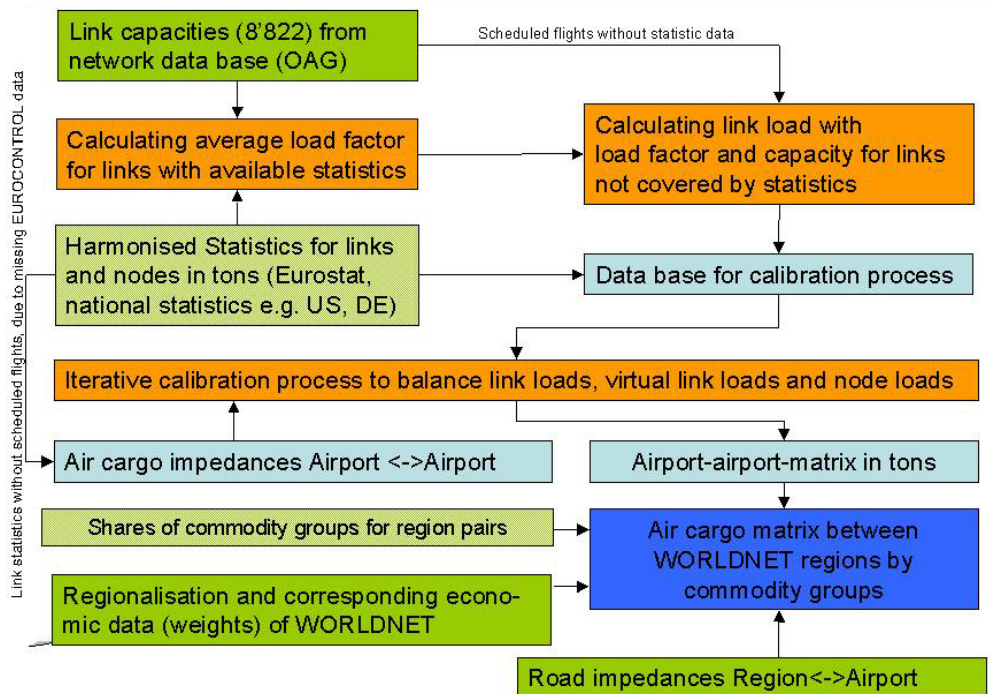 Link capacities (8'822) from
network data base (OAG)
Scheduled flights without statistic data
Link statistics without scheduled flights, due to missing EUROCONTROL data
Calculating average load factor
for links with available statistics
Calculating link load with
load factor and capacity for links
not covered by statistics
Harmonised Statistics for links
and nodes in tons (Eurostat,
national statistics e.g. US, DE)
Data base for calibration process
Iterative calibration process to balance link loads, virtual link loads and node loads
Air cargo impedances Airport <->Airport
Airport-airport-matrix in tons
Shares of commodity groups for region pairs
Air cargo matrix between
WORLDNET regions by
commodity groups
Regionalisation and corresponding econo-
mic data (weights) of WORLDNET
Road impedances Region<->Airport